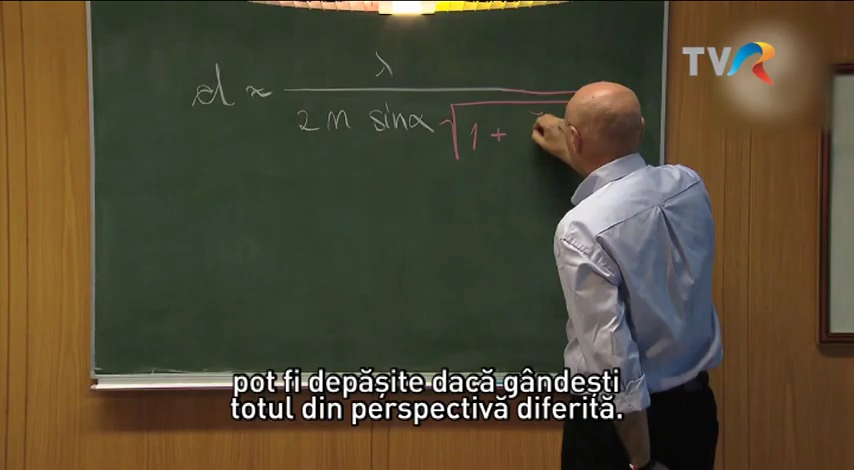 TVR
λ
d ≈
2n sinα √1 +
pot fi depășite dacă gândești
totul din perspectivă diferită.